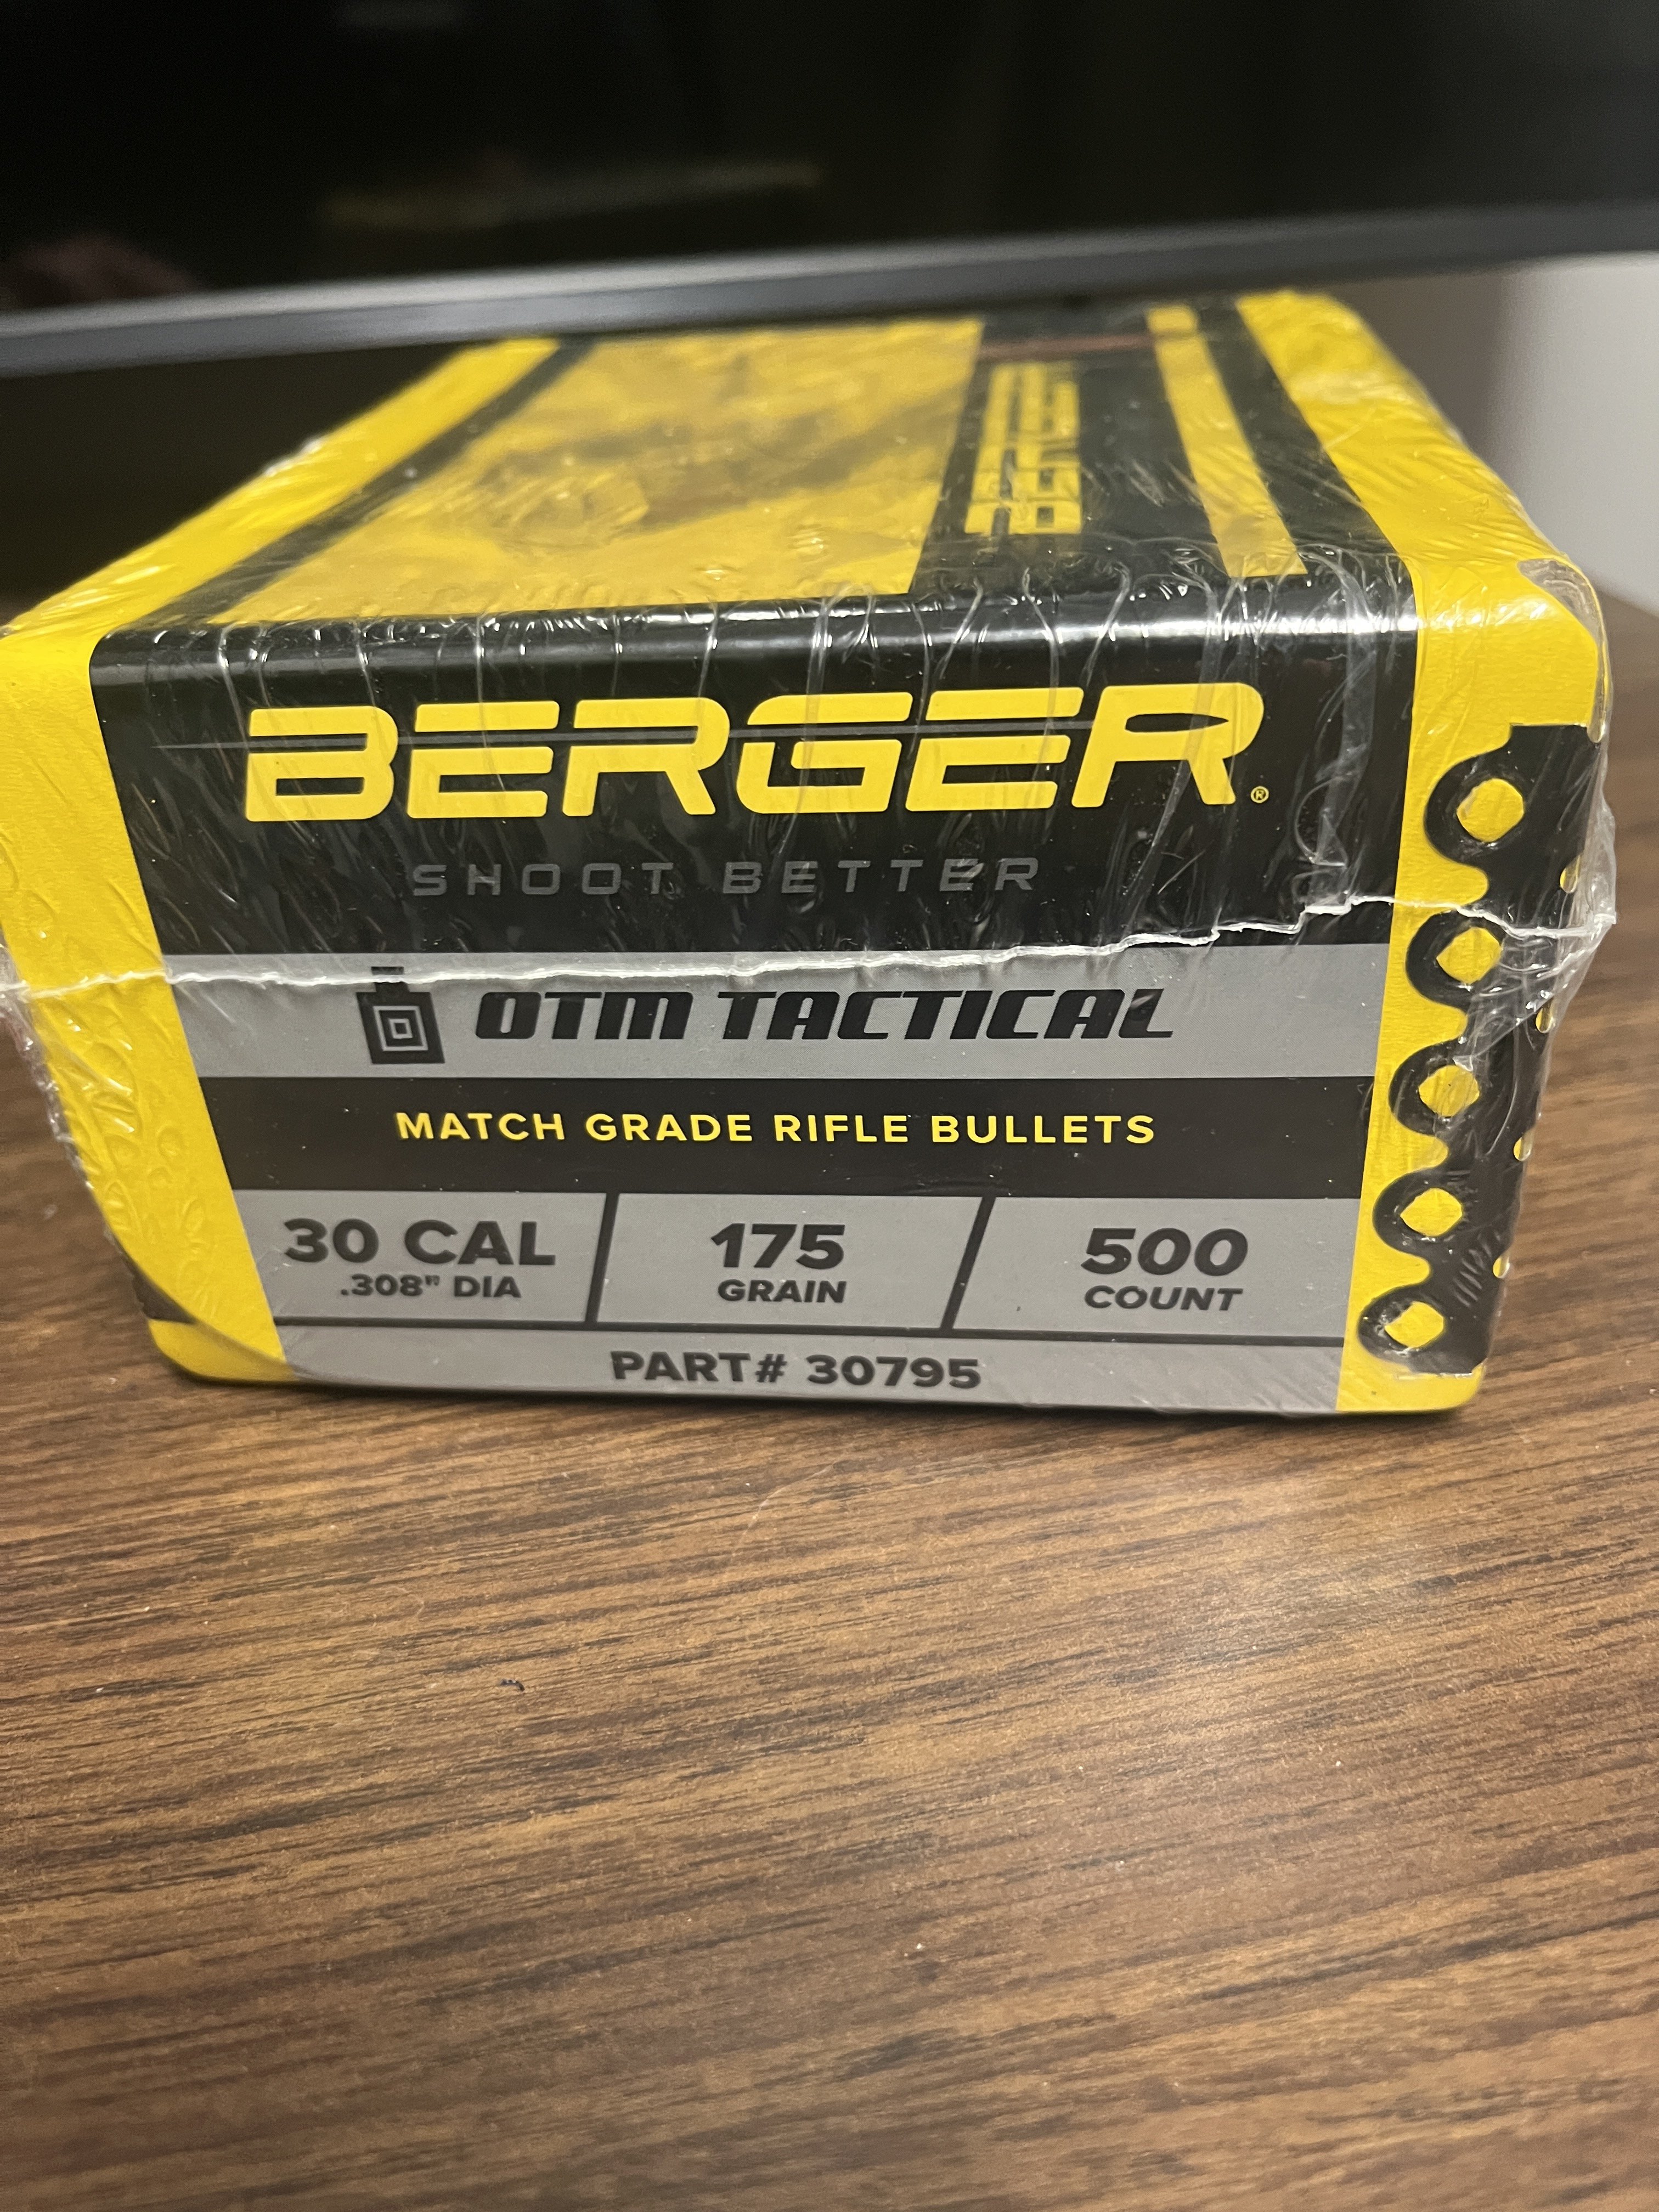 BERGER
BERGER®
SHOOT BETTER
OTM TACTICAL
MATCH GRADE RIFLE BULLETS
30 CAL
.308" DIA
175
GRAIN
500
COUNT
PART# 30795